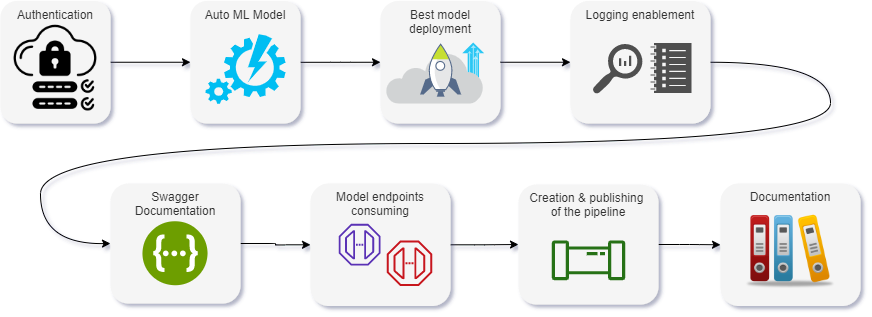 Authentication
Auto ML Model
Best model
deployment
Logging enablement
Swagger
Documentation
Model endpoints
consuming
Creation & publishing
of the pipeline
Documentation